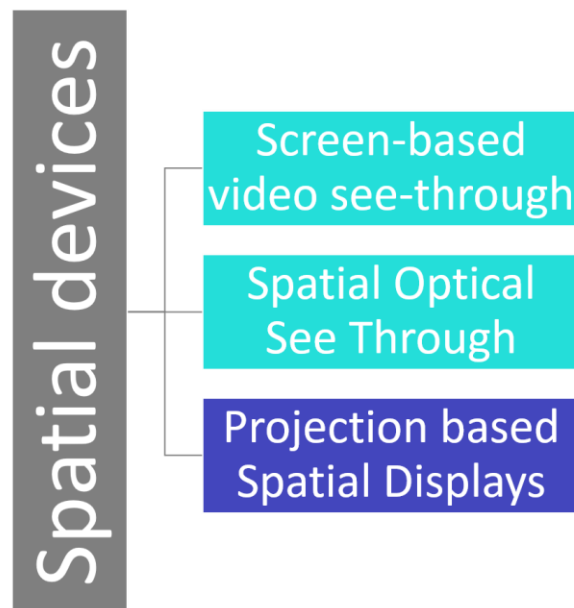 Spatial devices
Screen-based
video see-through
Spatial Optical
See Through
Projection based
Spatial Displays